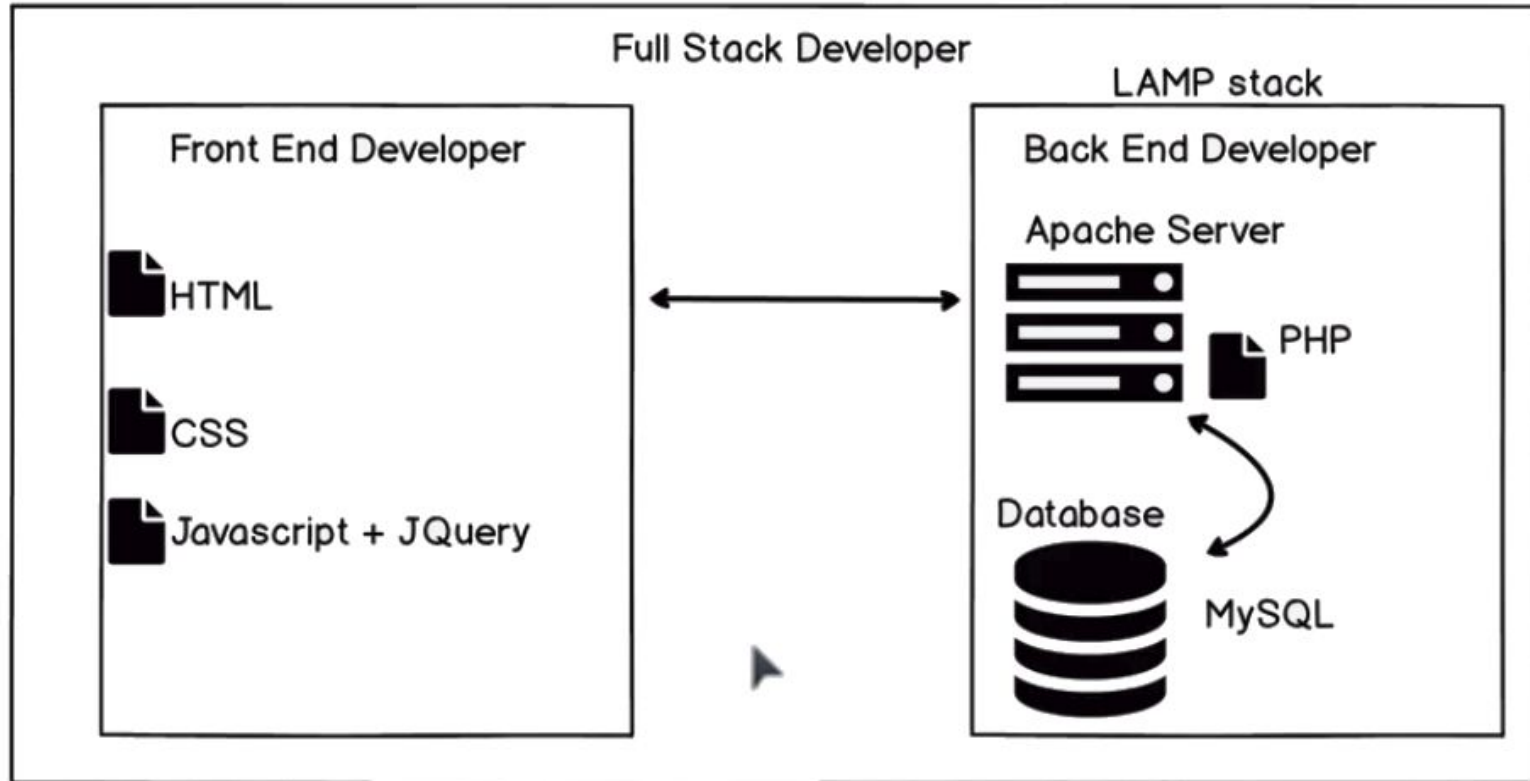 Full Stack Developer
LAMP stack
Front End Developer
HTML
CSS
Javascript + JQuery
Back End Developer
Apache Server
PHP
Database
MySQL